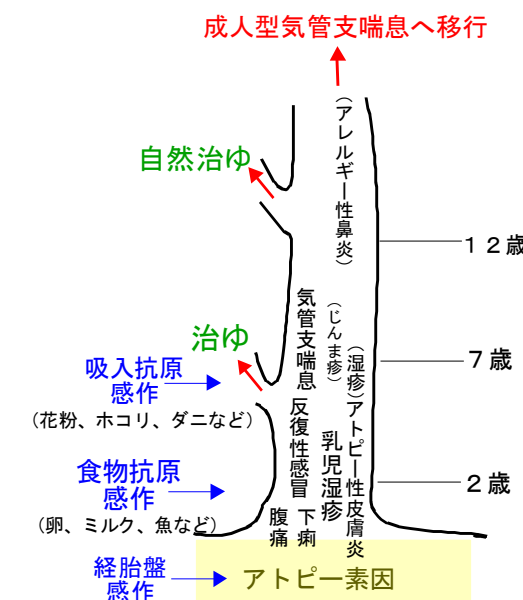 成人型気管支喘息へ移行
（アレルギー性鼻炎）
自然治ゆ
１２歳
気管支喘息
（じんま疹）
治ゆ
７歳
吸入抗原
感作
（花粉、ホコリ、ダニなど）
（湿疹）アトピー性皮膚炎
反復性感冒
乳児湿疹
食物抗原
感作
（卵、ミルク、魚など）
２歳
腹痛
下痢
経胎盤
感作
アトピー素因